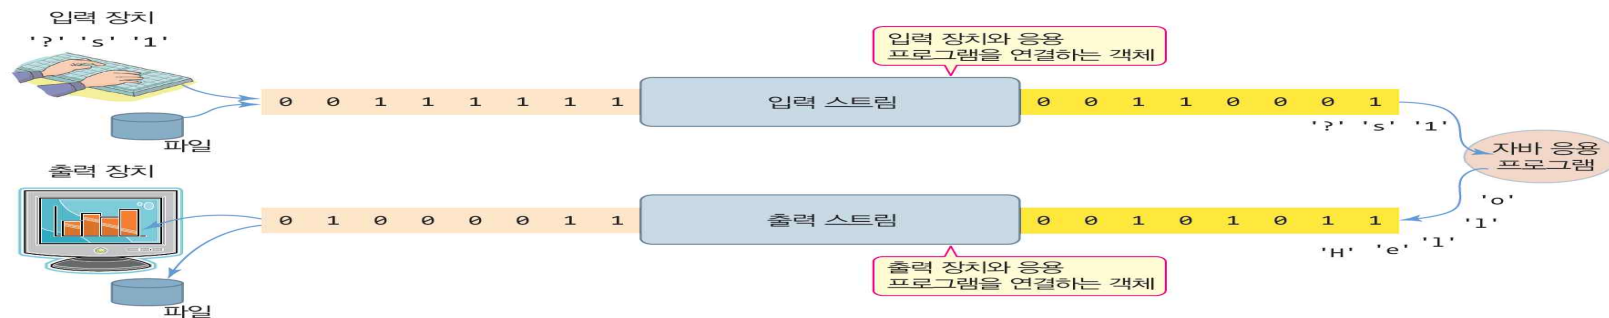 입력 장치
'?' 's' '1'
입력 장치와 응용
프로그램을 연결하는 객체
0 0 1 1 1 1 1 1
입력 스트림
0 0 1 1 0 0 0 1
'?' 's' '1'
파일
자바 응용
프로그램
출력 장치
0 1 0 0 0 0 1 1
출력 스트림
0 0 1 0 1 0 1 1
'H' 'e' 'l' 'l' 'o'
출력 장치와 응용
프로그램을 연결하는 객체
파일